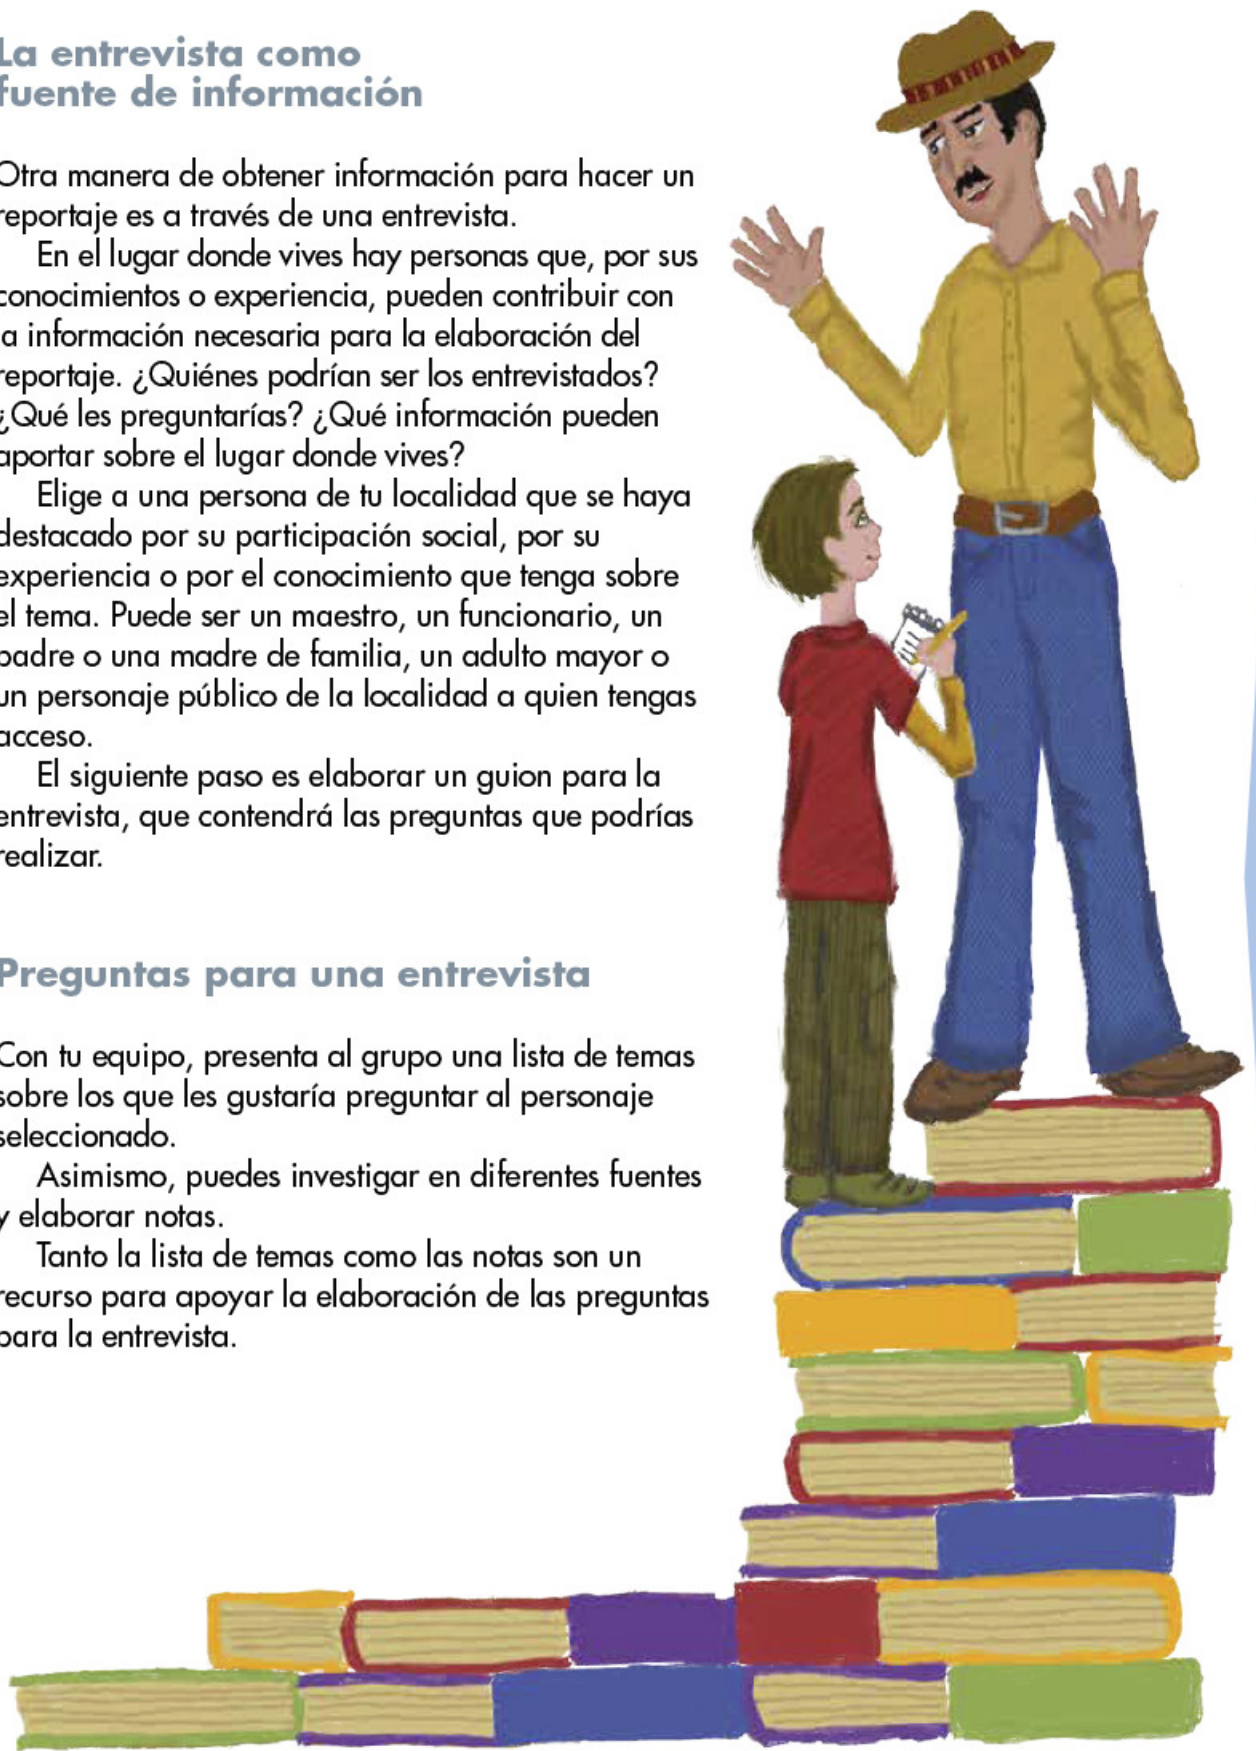 La entrevista como
fuente de información
Otra manera de obtener información para hacer un
reportaje es a través de una entrevista.
En el lugar donde vives hay personas que, por sus
conocimientos o experiencia, pueden contribuir con
la información necesaria para la elaboración del
reportaje. ¿Quiénes podrían ser los entrevistados?
¿Qué les preguntarías? ¿Qué información pueden
aportar sobre el lugar donde vives?
Elige a una persona de tu localidad que se haya
destacado por su participación social, por su
experiencia o por el conocimiento que tenga sobre
el tema. Puede ser un maestro, un funcionario, un
padre o una madre de familia, un adulto mayor o
un personaje público de la localidad a quien tengas
acceso.
El siguiente paso es elaborar un guion para la
entrevista, que contendrá las preguntas que podrías
realizar.
Preguntas para una entrevista
Con tu equipo, presenta al grupo una lista de temas
sobre los que les gustaría preguntar al personaje
seleccionado.
Asimismo, puedes investigar en diferentes fuentes
y elaborar notas.
Tanto la lista de temas como las notas son un
recurso para apoyar la elaboración de las preguntas
para la entrevista.